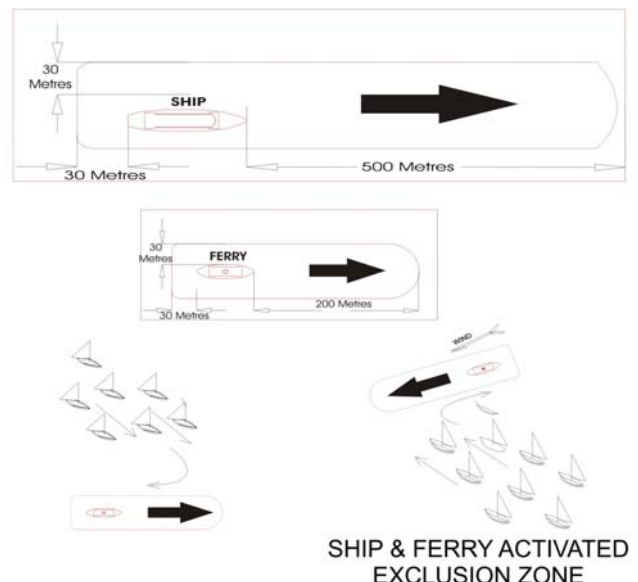 30
Metres
SHIP
500 Metres
30 Metres
30
Metres
FERRY
200 Metres
30 Metres
WIND
SHIP & FERRY ACTIVATED
EXCLUSION ZONE